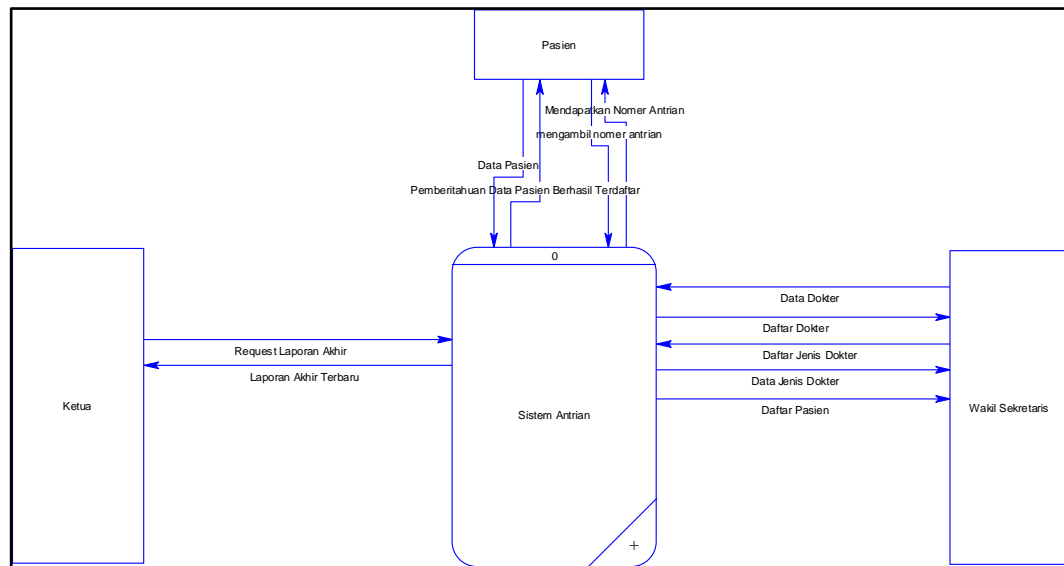 Pasien
Mendapatkan Nomer Antrian
mengambil nomer antrian
Data Pasien
Pemberitahuan Data Pasien Berhasil Terdaftar
0
Data Dokter
Daftar Dokter
Request Laporan Akhir
Daftar Jenis Dokter
Laporan Akhir Terbaru
Data Jenis Dokter
Ketua
Daftar Pasien
Sistem Antrian
Wakil Sekretaris
+